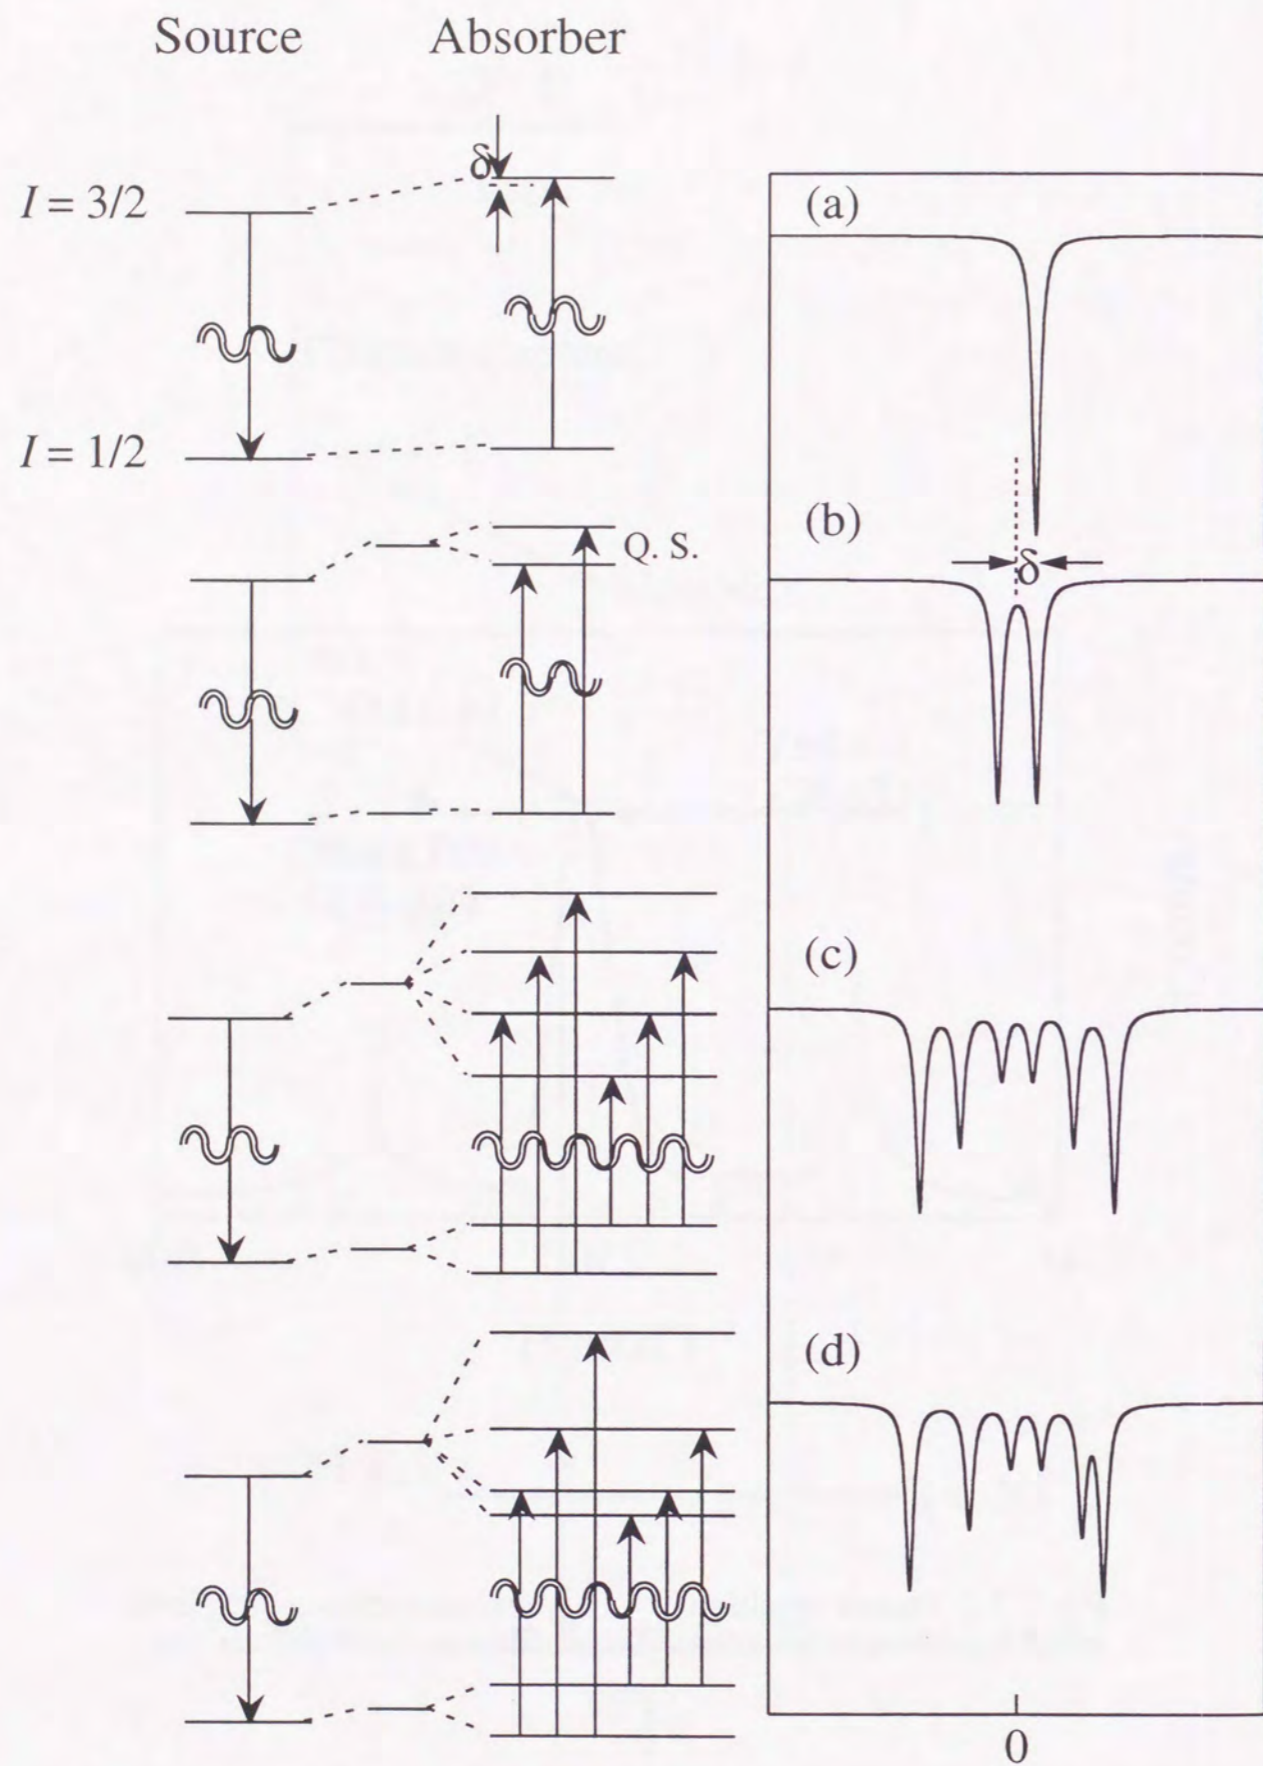 Source Absorber
δ
I = 3/2
(a)
I = 1/2
(b)
Q. S.
δ
(c)
(d)
0